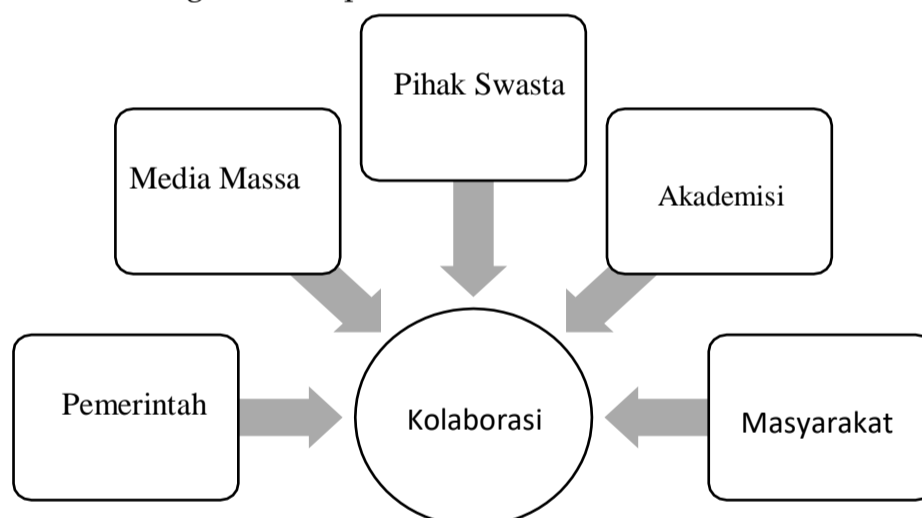 Pihak Swasta
Media Massa
Akademisi
Pemerintah
Kolaborasi
Masyarakat